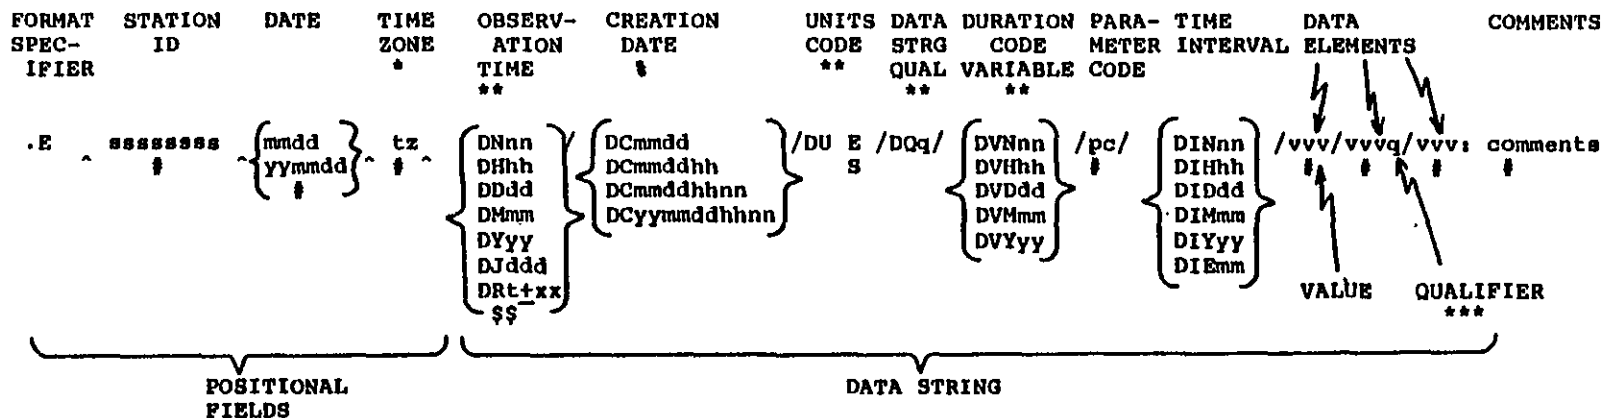 FORMAT STATION DATE TIME OBSERV- CREATION UNITS DATA DURATION PARA- TIME DATA COMMENTS
SPEC- ID ZONE ATION DATE CODE STRG CODE METER INTERVAL ELEMENTS
IFIER * TIME # ** QUAL VARIABLE CODE
** ** **
.E ^ ssssssss ^ {mmdd} ^ tz ^ {DNnn / {DCmmdd} /DU E /DQq/ {DVNnn} /pc/ {DINnn} /vvv/vvvq/vvv: comments
# yymmdd # DHhh DCmmddhh S DVHhh # DIHhh # # # #
# DDdd DCmmddhhnn DVDdd DIDdd
DMmm DCyymmddhhnn DVMmm DIMmm
DYyy DVYyy DIYyy
DJddd DIEmm
DRt±xx VALUE QUALIFIER
$$ ***
POSITIONAL DATA STRING
FIELDS